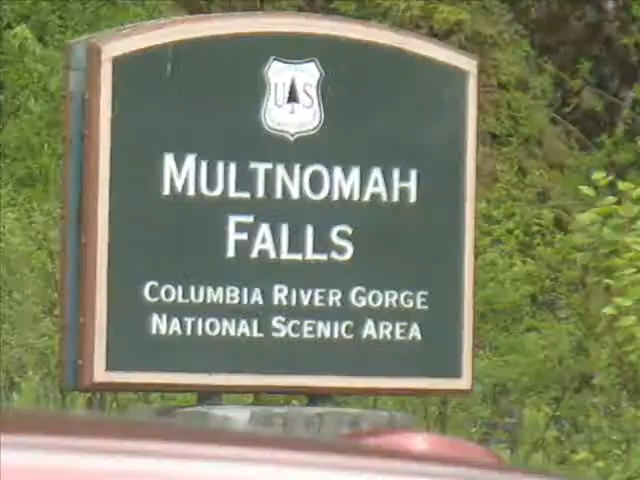 US
MULTNOMAH
FALLS
COLUMBIA RIVER GORGE
NATIONAL SCENIC AREA